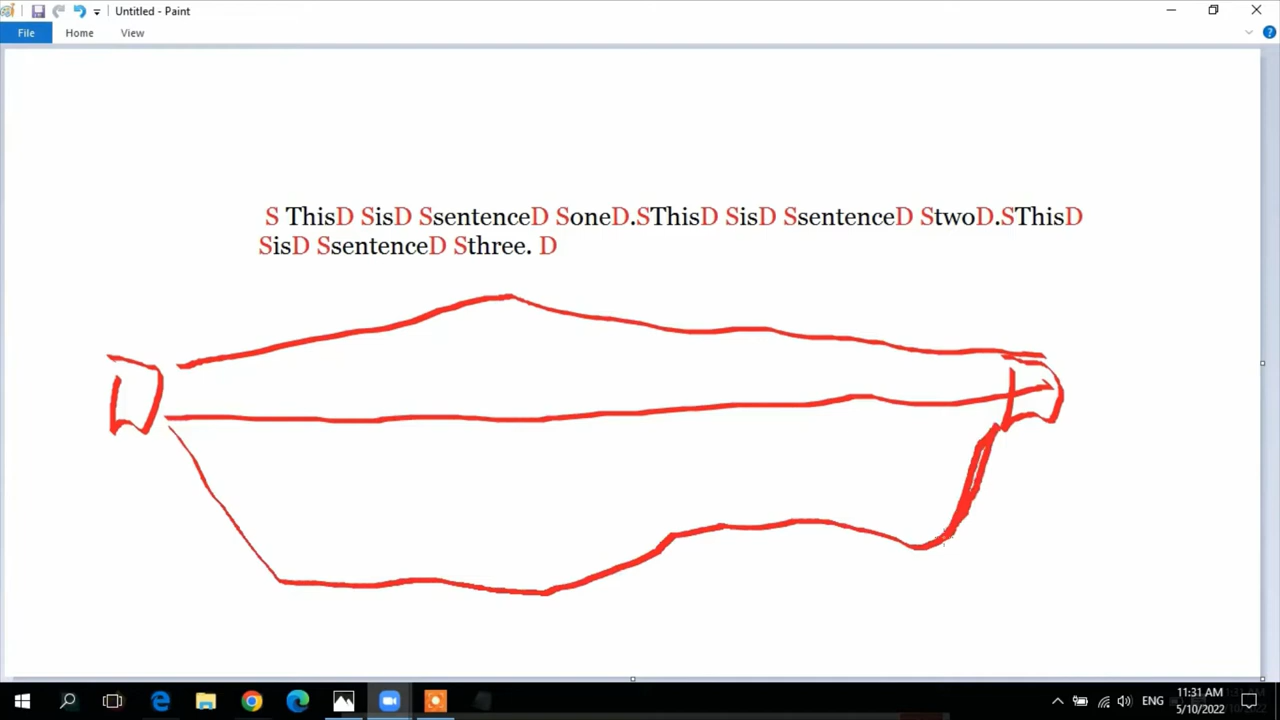 Untitled - Paint
File Home View
S ThisD SisD SsentenceD SoneD.SThisD SisD SsentenceD StwoD.SThisD
SisD SsentenceD Sthree. D
ENG
11:31 AM
5/10/2022